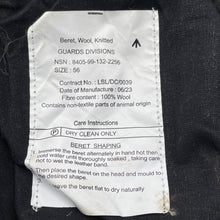 Beret, Wool, Knitted
GUARDS DIVISIONS
NSN : 8405-99-132-2256
SIZE : 56
Contract No.: LSL/DC/0039
Date of Manufacture : 06/23
Fibre content : 100% Wool
Contains non-textile parts of animal origin
Care Instructions
P DRY CLEAN ONLY
BERET SHAPING
Immerse the beret alternately in hand hot then
cold water until thoroughly soaked , taking care
not to wet the leather head band.
Then place the beret on the head and mould to
the desired shape.
Leave the beret flat to dry naturally